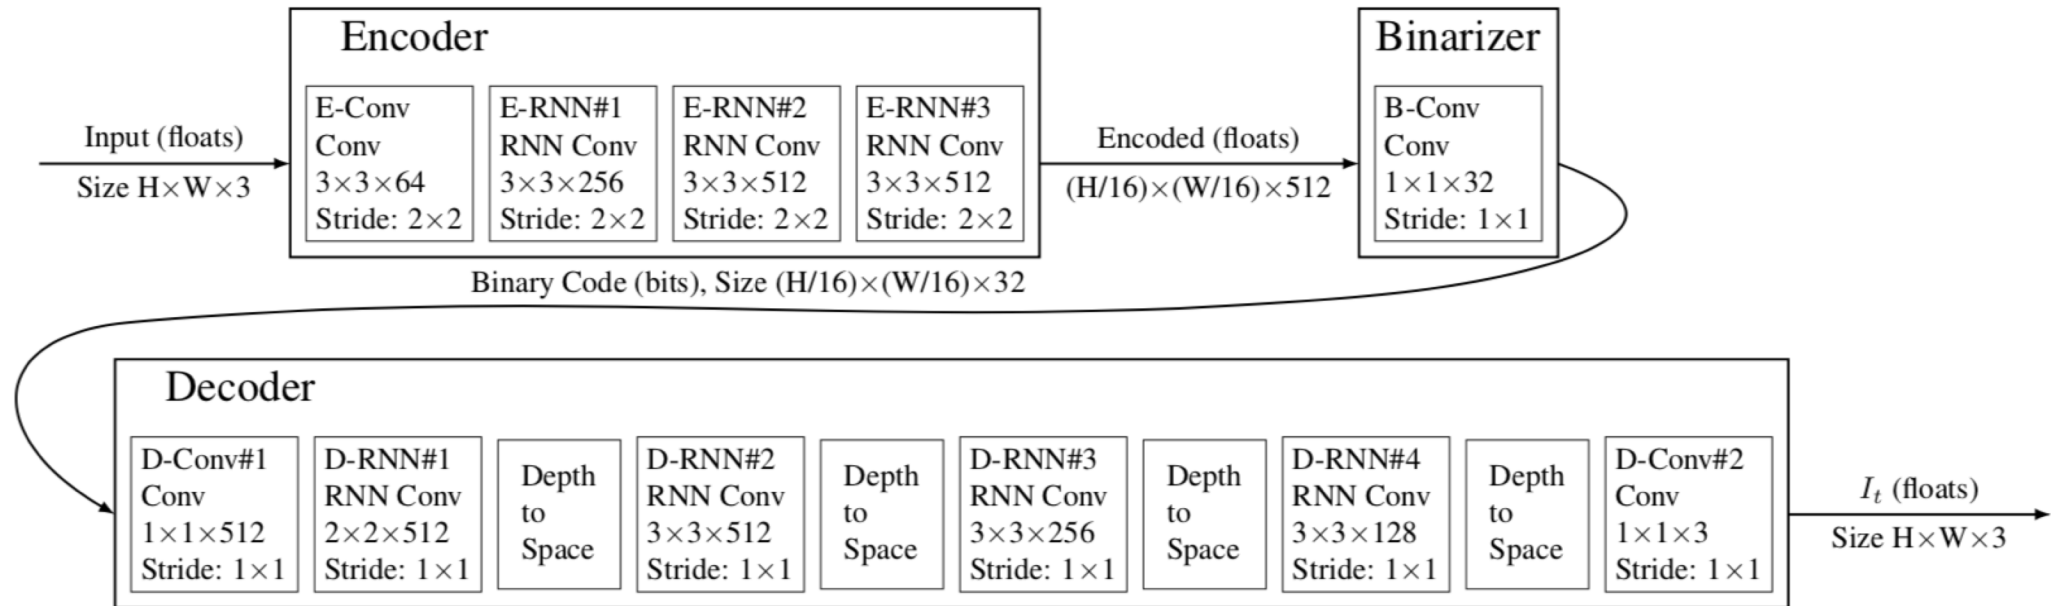 Encoder
Binarizer
Input (floats)
Size H×W×3
E-Conv
Conv
3×3×64
Stride: 2×2
E-RNN#1
RNN Conv
3×3×256
Stride: 2×2
E-RNN#2
RNN Conv
3×3×512
Stride: 2×2
E-RNN#3
RNN Conv
3×3×512
Stride: 2×2
Encoded (floats)
(H/16)×(W/16)×512
B-Conv
Conv
1×1×32
Stride: 1×1
Binary Code (bits), Size (H/16)×(W/16)×32
Decoder
D-Conv#1
Conv
1×1×512
Stride: 1×1
D-RNN#1
RNN Conv
2×2×512
Stride: 1×1
Depth
to
Space
D-RNN#2
RNN Conv
3×3×512
Stride: 1×1
Depth
to
Space
D-RNN#3
RNN Conv
3×3×256
Stride: 1×1
Depth
to
Space
D-RNN#4
RNN Conv
3×3×128
Stride: 1×1
Depth
to
Space
D-Conv#2
Conv
1×1×3
Stride: 1×1
I_t (floats)
Size H×W×3